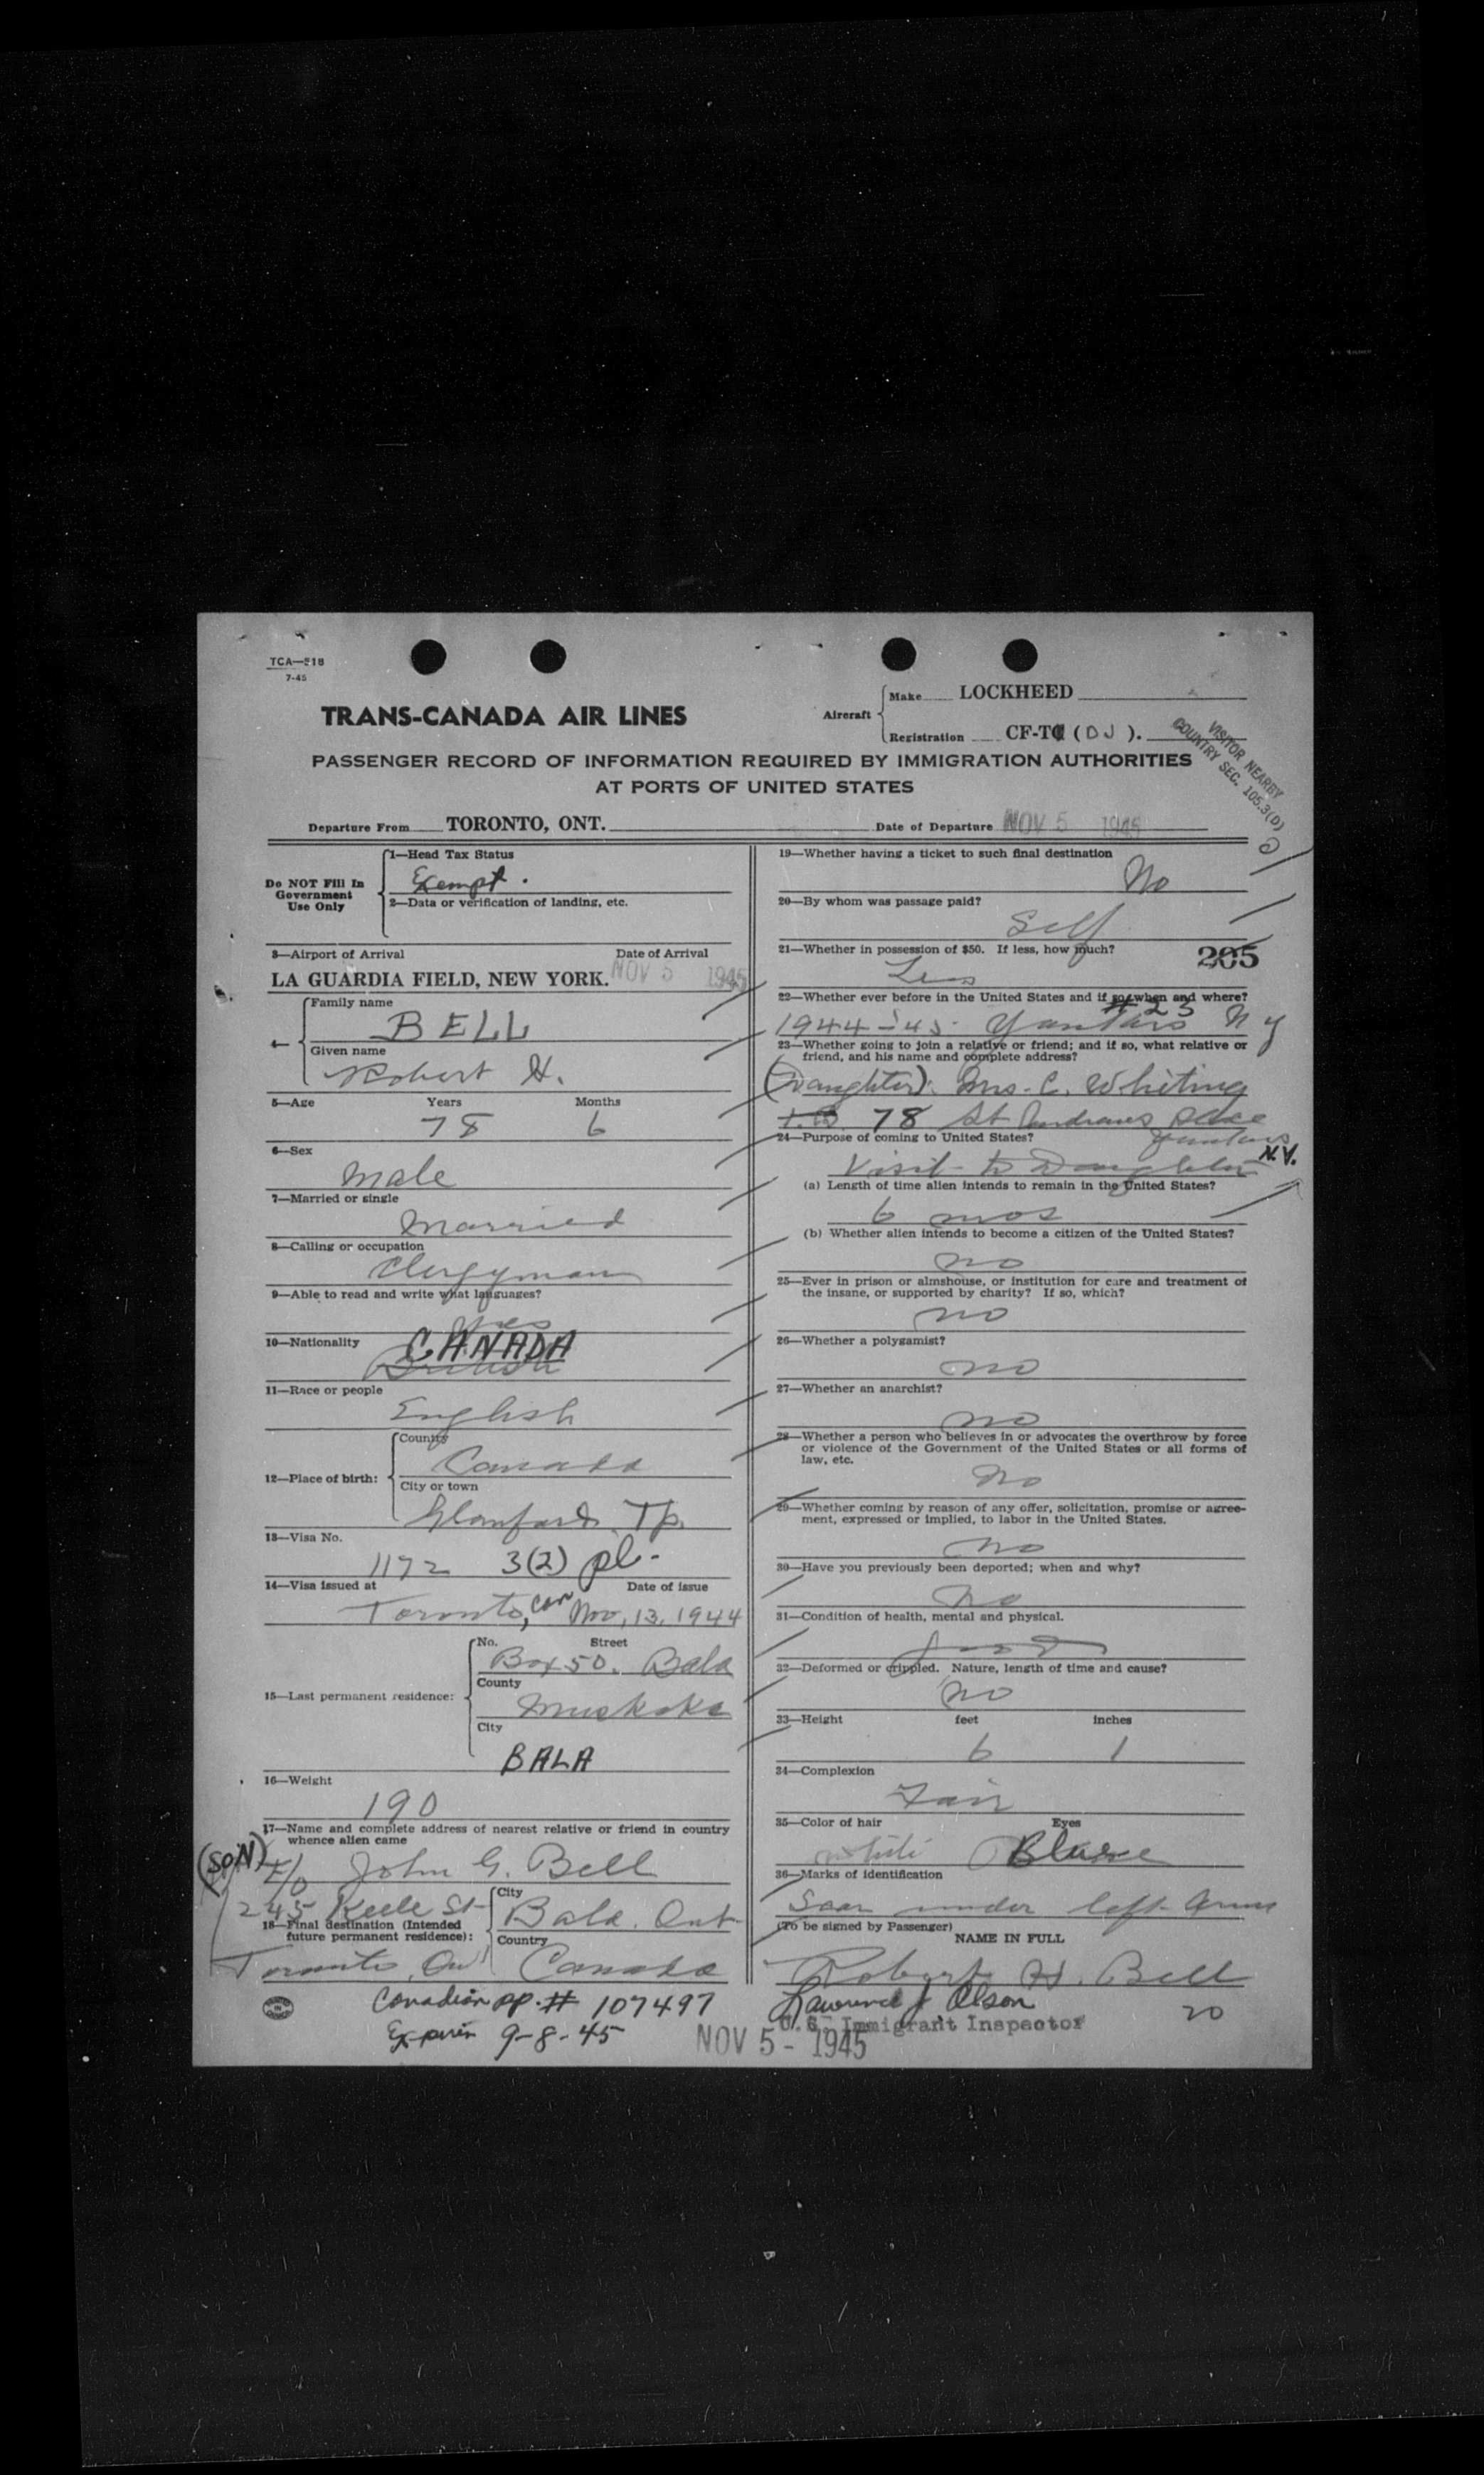 TCA—518
7-45
TRANS-CANADA AIR LINES
Aircraft
Make LOCKHEED
Registration CF-TC (DJ).
VISITOR NEARBY
COUNTRY SEC. 105.3(D)
PASSENGER RECORD OF INFORMATION REQUIRED BY IMMIGRATION AUTHORITIES
AT PORTS OF UNITED STATES
Departure From TORONTO, ONT.
Date of Departure NOV 5 1945
Do NOT Fill In
Government
Use Only
1—Head Tax Status
Exempt.
2—Data or verification of landing, etc.
3—Airport of Arrival Date of Arrival
LA GUARDIA FIELD, NEW YORK. NOV 5 1945
4—
Family name
BELL
Given name
Robert H.
5—Age Years Months
78 6
6—Sex
Male
7—Married or single
Married
8—Calling or occupation
Clergyman
9—Able to read and write what languages?
Yes
10—Nationality CANADA
British
11—Race or people
English
12—Place of birth:
Country
Canada
City or town
Glanford Tp.
13—Visa No.
1172 3(2) pl-
14—Visa issued at Date of issue
Toronto, Can Nov, 13, 1944
15—Last permanent residence:
No. Street
Box 50. Bala
County
Muskoka
City
BALA
16—Weight
190
17—Name and complete address of nearest relative or friend in country
whence alien came
(SON) John G. Bell
245 Keele St
18—Final destination (Intended
future permanent residence):
City
Bala. Ont
Country
Canada
Toronto, Ont
Canadian pp. # 107497
Expires 9-8-45
NOV 5 - 1945
19—Whether having a ticket to such final destination
No
20—By whom was passage paid?
Self
21—Whether in possession of $50. If less, how much?
205
22—Whether ever before in the United States and if so, when and where?
#23
1944-'45- N Y
23—Whether going to join a relative or friend; and if so, what relative or
friend, and his name and complete address?
(Daughter). Mrs. C. Whiting
78 St Andrews place
N.Y.
24—Purpose of coming to United States?
Visit to Daughter
(a) Length of time alien intends to remain in the United States?
6 mos
(b) Whether alien intends to become a citizen of the United States?
no
25—Ever in prison or almshouse, or institution for care and treatment of
the insane, or supported by charity? If so, which?
no
26—Whether a polygamist?
no
27—Whether an anarchist?
no
28—Whether a person who believes in or advocates the overthrow by force
or violence of the Government of the United States or all forms of
law, etc.
No
29—Whether coming by reason of any offer, solicitation, promise or agree-
ment, expressed or implied, to labor in the United States.
no
30—Have you previously been deported; when and why?
No
31—Condition of health, mental and physical.
good
32—Deformed or crippled. Nature, length of time and cause?
no
33—Height feet inches
6 1
34—Complexion
Fair
35—Color of hair Eyes
white Blue
36—Marks of identification
Scar under left arm
(To be signed by Passenger)
NAME IN FULL
Robert H. Bell
Lawrence J. Olson
U.S. Immigrant Inspector
20